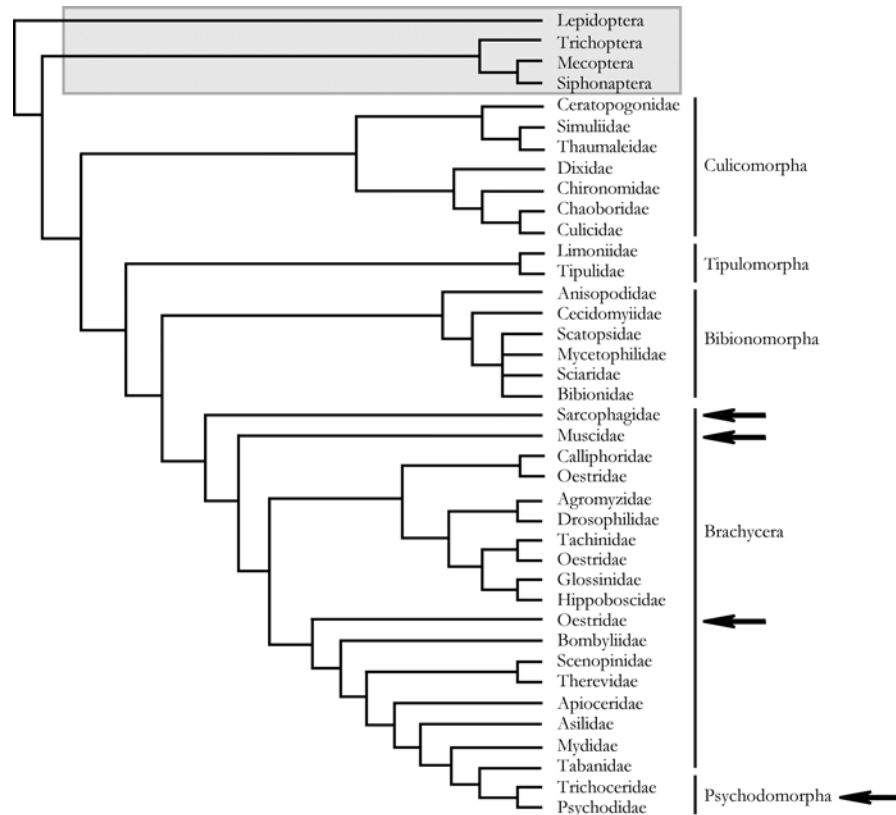 Lepidoptera
Trichoptera
Mecoptera
Siphonaptera
Ceratopogonidae
Simuliidae
Thaumaleidae
Dixidae
Culicomorpha
Chironomidae
Chaoboridae
Culicidae
Limoniidae
Tipulomorpha
Tipulidae
Anisopodidae
Cecidomyiidae
Scatopsidae
Bibionomorpha
Mycetophilidae
Sciaridae
Bibionidae
Sarcophagidae
Muscidae
Calliphoridae
Oestridae
Agromyzidae
Drosophilidae
Brachycera
Tachinidae
Oestridae
Glossinidae
Hippoboscidae
Oestridae
Bombyliidae
Scenopinidae
Therevidae
Apioceridae
Asilidae
Mydidae
Tabanidae
Trichoceridae
Psychodomorpha
Psychodidae